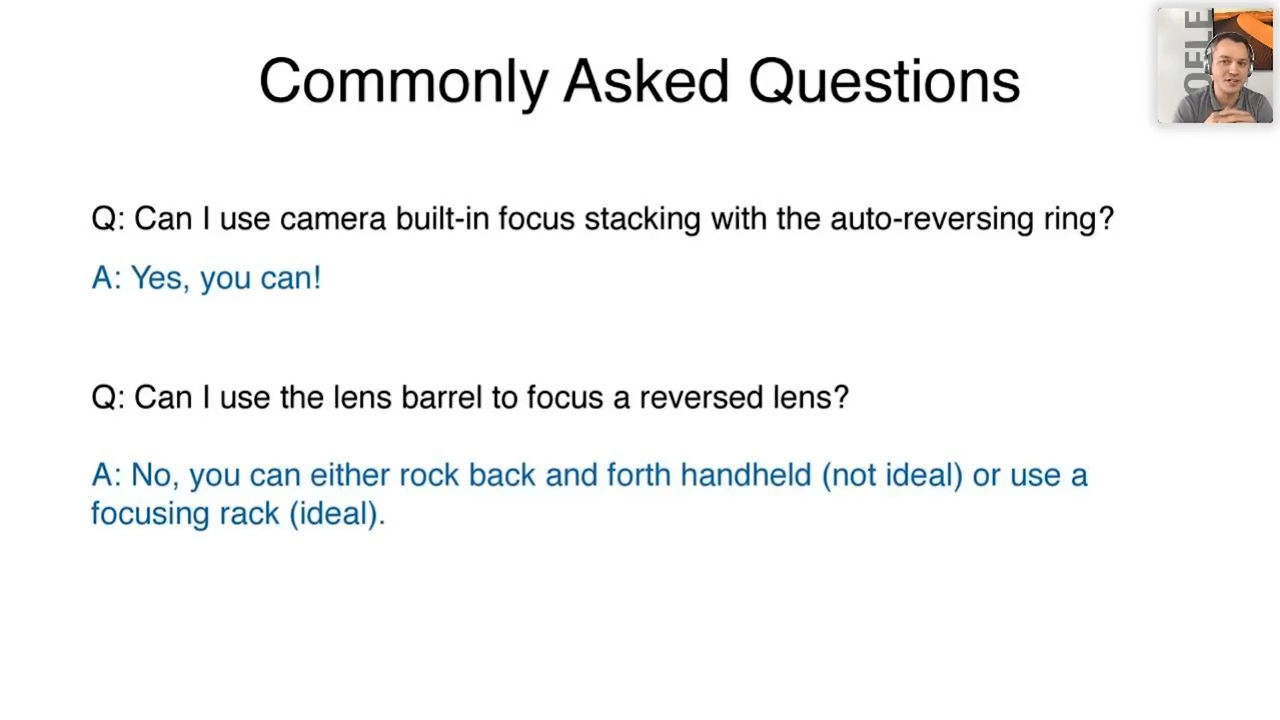 Commonly Asked Questions
Q: Can I use camera built-in focus stacking with the auto-reversing ring?
A: Yes, you can!
Q: Can I use the lens barrel to focus a reversed lens?
A: No, you can either rock back and forth handheld (not ideal) or use a
focusing rack (ideal).